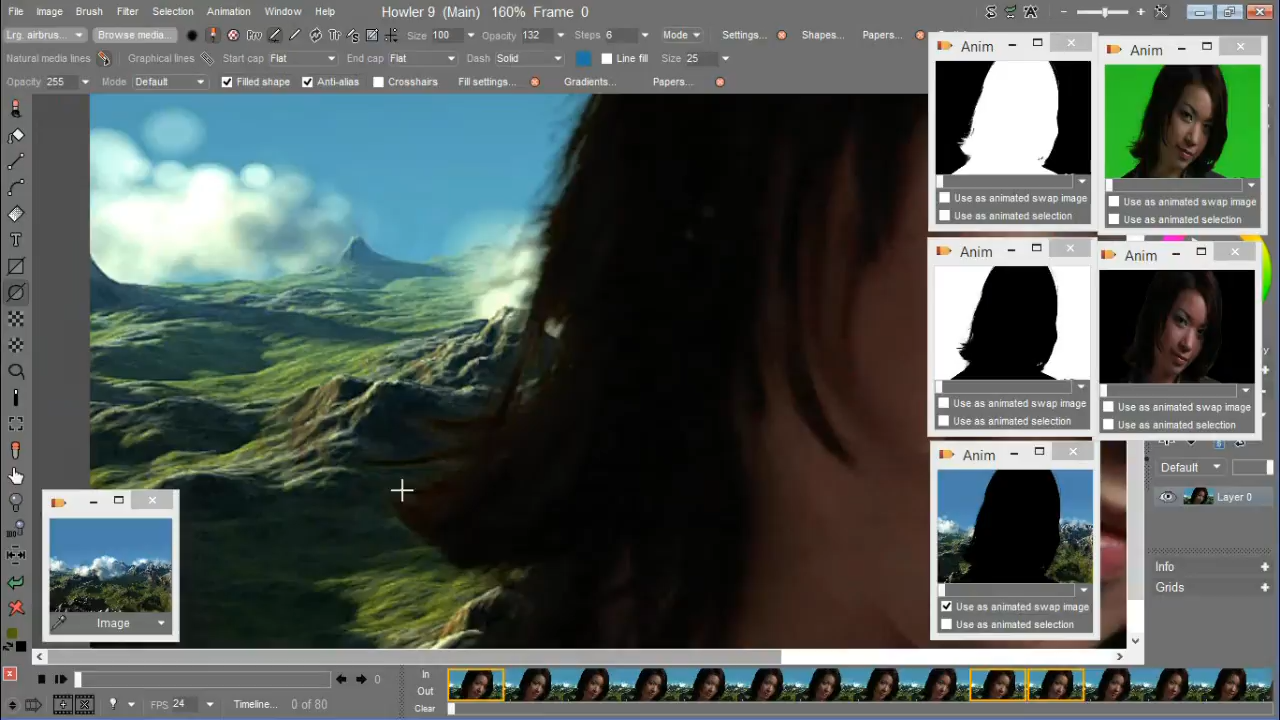 File Image Brush Filter Selection Animation Window Help Howler 9 (Main) 160% Frame 0
Lrg. airbrus... Browse media... Pro Size 100 Opacity 132 Steps 6 Mode Settings... Shapes... Papers...
Natural media lines Graphical lines Start cap Flat End cap Flat Dash Solid Line fill Size 25
Opacity 255 Mode Default Filled shape Anti-alias Crosshairs Fill settings... Gradients... Papers...
Anim
Use as animated swap image
Use as animated selection
Anim
Use as animated swap image
Use as animated selection
Anim
Use as animated swap image
Use as animated selection
Anim
Use as animated swap image
Use as animated selection
Anim
Use as animated swap image
Use as animated selection
Default
Layer 0
Info
Grids
Image
0
In
Out
Clear
FPS 24 Timeline... 0 of 80